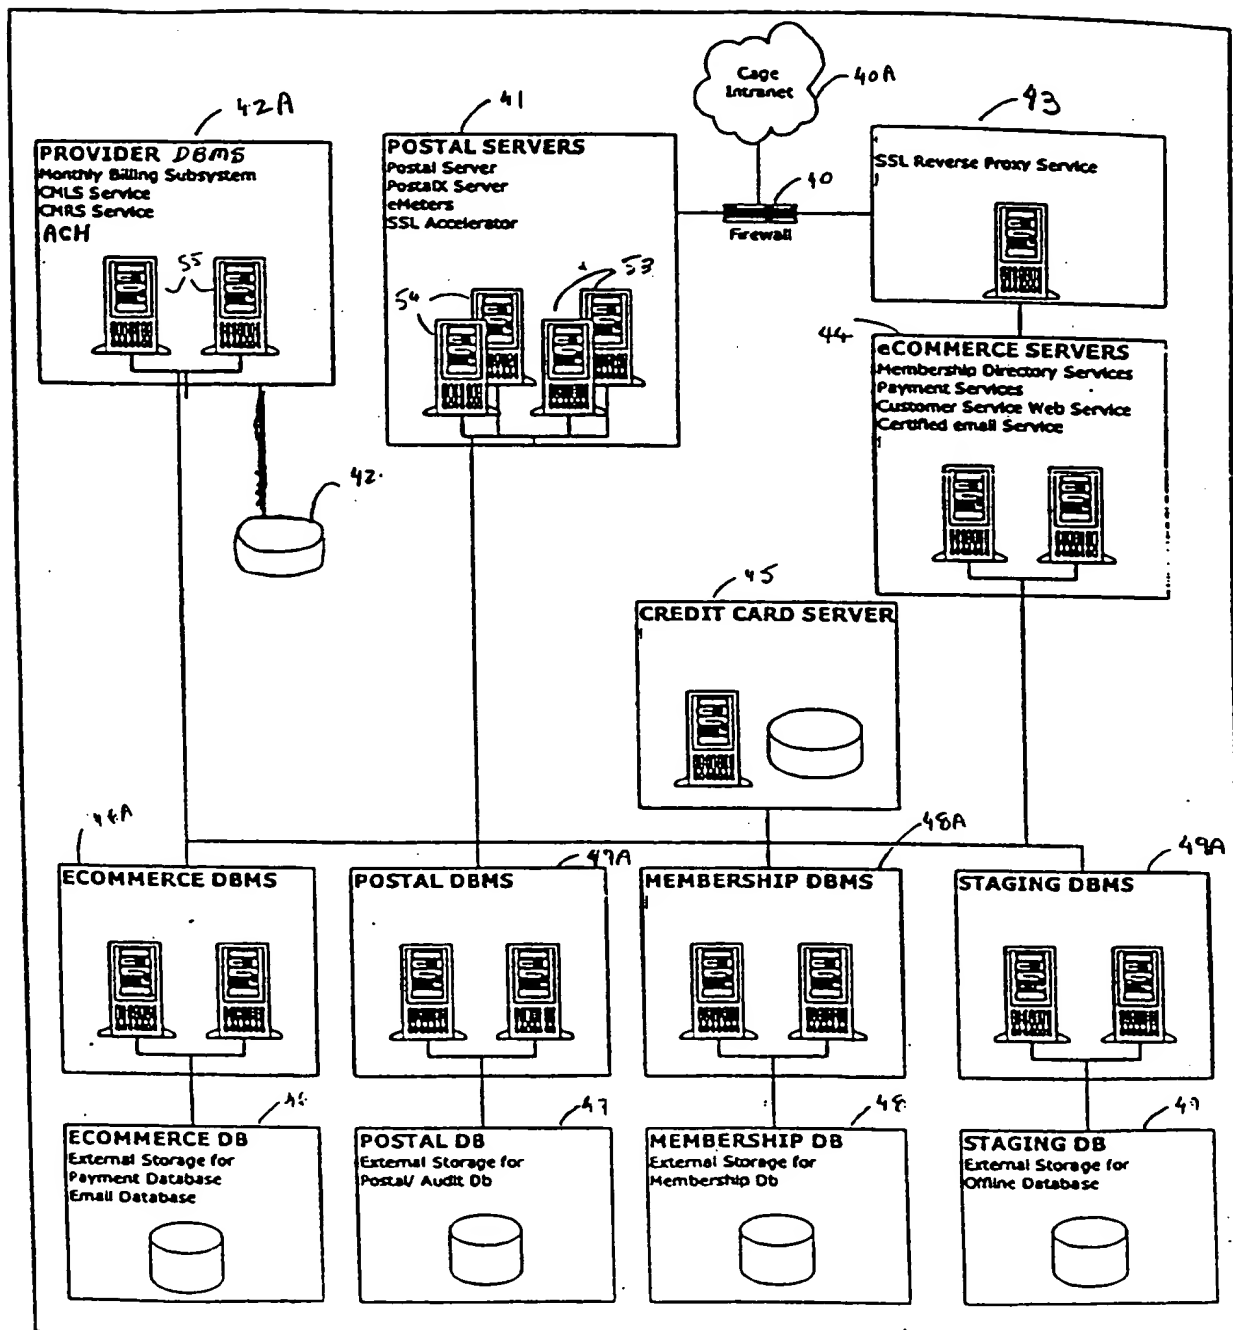 Cage
Intranet
40A
42A
41
43
PROVIDER DBMS
Monthly Billing Subsystem
CMLS Service
CMRS Service
ACH
55
POSTAL SERVERS
Postal Server
PostalX Server
eMeters
SSL Accelerator
54
53
40
Firewall
SSL Reverse Proxy Service
44
eCOMMERCE SERVERS
Membership Directory Services
Payment Services
Customer Service Web Service
Certified email Service
42
45
CREDIT CARD SERVER
47A
48A
49A
ECOMMERCE DBMS
POSTAL DBMS
MEMBERSHIP DBMS
STAGING DBMS
47
48
49
ECOMMERCE DB
External Storage for
Payment Database
Email Database
POSTAL DB
External Storage for
Postal/ Audit Db
MEMBERSHIP DB
External Storage for
Membership Db
STAGING DB
External Storage for
Offline Database